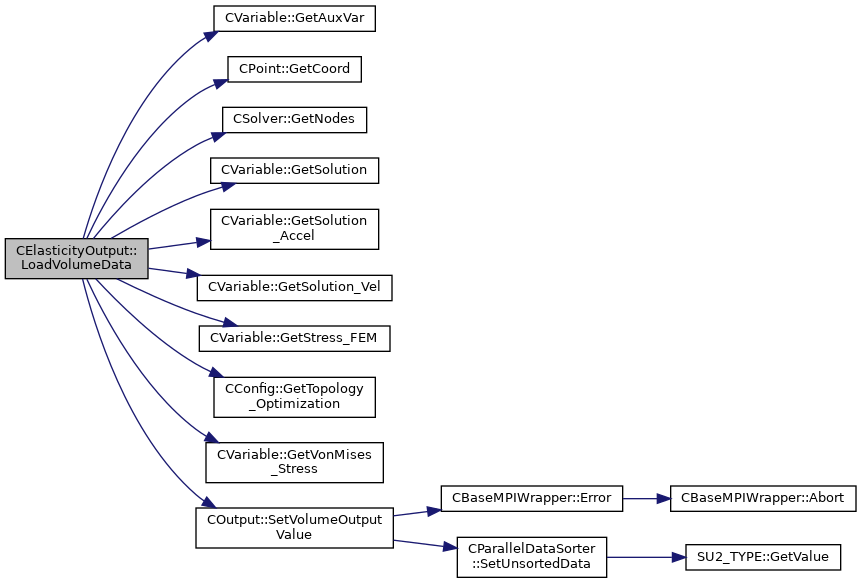 CVariable::GetAuxVar
CPoint::GetCoord
CSolver::GetNodes
CVariable::GetSolution
CVariable::GetSolution
_Accel
CElasticityOutput::
LoadVolumeData
CVariable::GetSolution_Vel
CVariable::GetStress_FEM
CConfig::GetTopology
_Optimization
CVariable::GetVonMises
_Stress
COutput::SetVolumeOutput
Value
CBaseMPIWrapper::Error
CBaseMPIWrapper::Abort
CParallelDataSorter
::SetUnsortedData
SU2_TYPE::GetValue